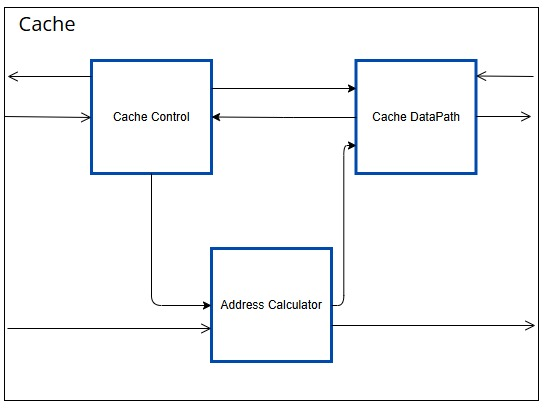 Cache
Cache Control
Cache DataPath
Address Calculator